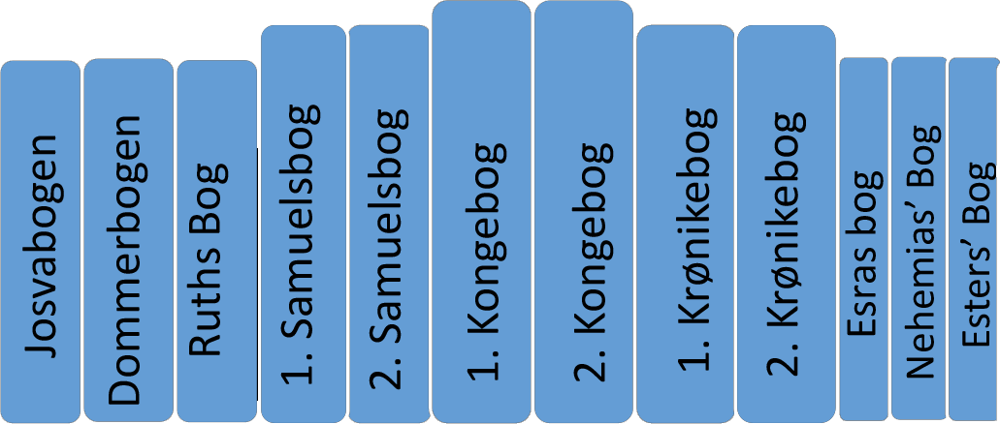 Josvabogen
Dommerbogen
Ruths Bog
1. Samuelsbog
2. Samuelsbog
1. Kongebog
2. Kongebog
1. Krønikebog
2. Krønikebog
Esras bog
Nehemias’ Bog
Esters’ Bog